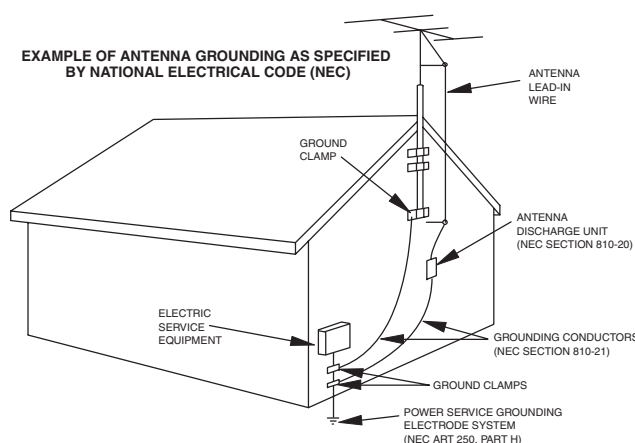 EXAMPLE OF ANTENNA GROUNDING AS SPECIFIED
BY NATIONAL ELECTRICAL CODE (NEC)
ANTENNA
LEAD-IN
WIRE
GROUND
CLAMP
ANTENNA
DISCHARGE UNIT
(NEC SECTION 810-20)
ELECTRIC
SERVICE
EQUIPMENT
GROUNDING CONDUCTORS
(NEC SECTION 810-21)
GROUND CLAMPS
POWER SERVICE GROUNDING
ELECTRODE SYSTEM
(NEC ART 250, PART H)